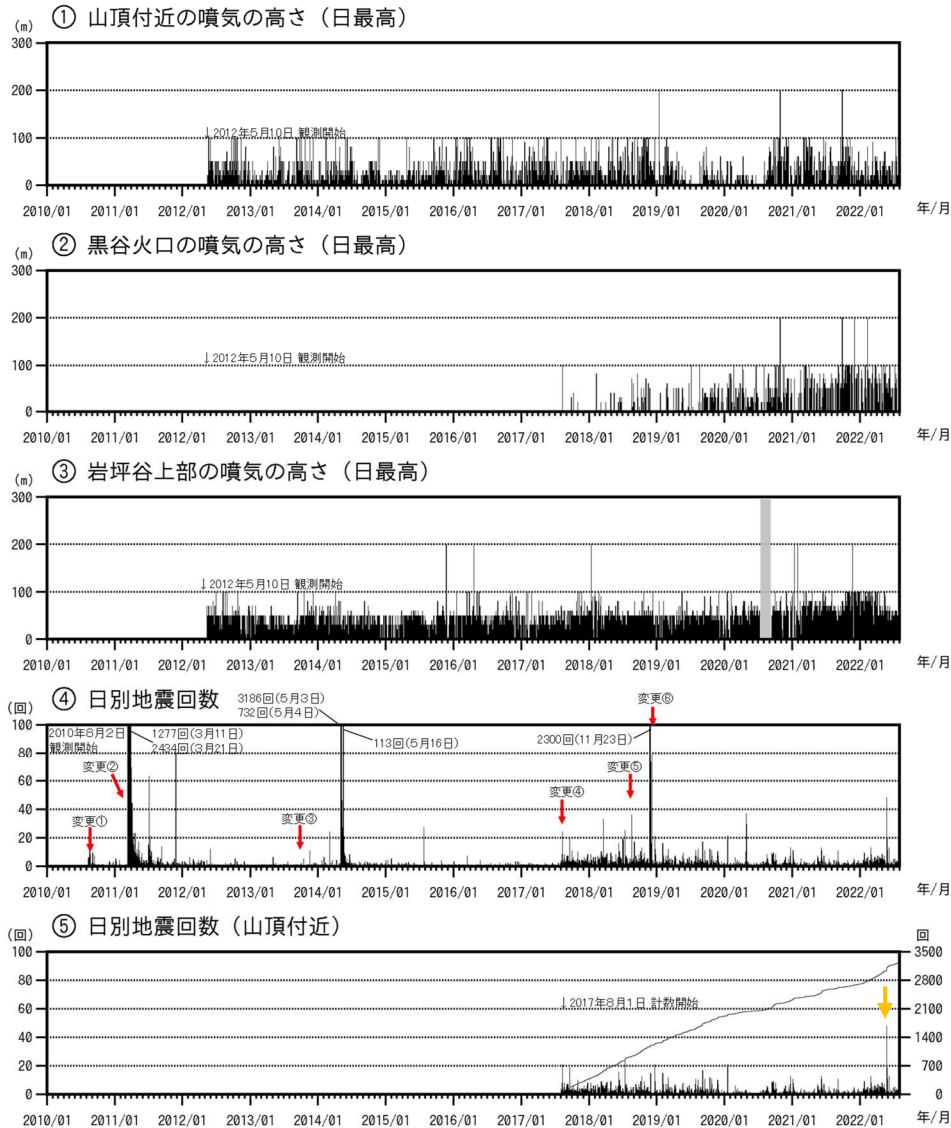 ① 山頂付近の噴気の高さ（日最高）
(m)
300
200
100
0
↓2012年5月10日 観測開始
2010/01 2011/01 2012/01 2013/01 2014/01 2015/01 2016/01 2017/01 2018/01 2019/01 2020/01 2021/01 2022/01 年/月
② 黒谷火口の噴気の高さ（日最高）
(m)
300
200
100
0
↓2012年5月10日 観測開始
2010/01 2011/01 2012/01 2013/01 2014/01 2015/01 2016/01 2017/01 2018/01 2019/01 2020/01 2021/01 2022/01 年/月
③ 岩坪谷上部の噴気の高さ（日最高）
(m)
300
200
100
0
↓2012年5月10日 観測開始
2010/01 2011/01 2012/01 2013/01 2014/01 2015/01 2016/01 2017/01 2018/01 2019/01 2020/01 2021/01 2022/01 年/月
④ 日別地震回数
(回)
100
80
60
40
20
0
2010年8月2日
観測開始
変更①
変更②
1277回(3月11日)
2434回(3月21日)
変更③
3186回(5月3日)
732回(5月4日)
113回(5月16日)
変更④
変更⑤
2300回(11月23日)
変更⑥
2010/01 2011/01 2012/01 2013/01 2014/01 2015/01 2016/01 2017/01 2018/01 2019/01 2020/01 2021/01 2022/01 年/月
⑤ 日別地震回数（山頂付近）
(回)
100
80
60
40
20
0
↓2017年8月1日 計数開始
回
3500
2800
2100
1400
700
0
2010/01 2011/01 2012/01 2013/01 2014/01 2015/01 2016/01 2017/01 2018/01 2019/01 2020/01 2021/01 2022/01 年/月